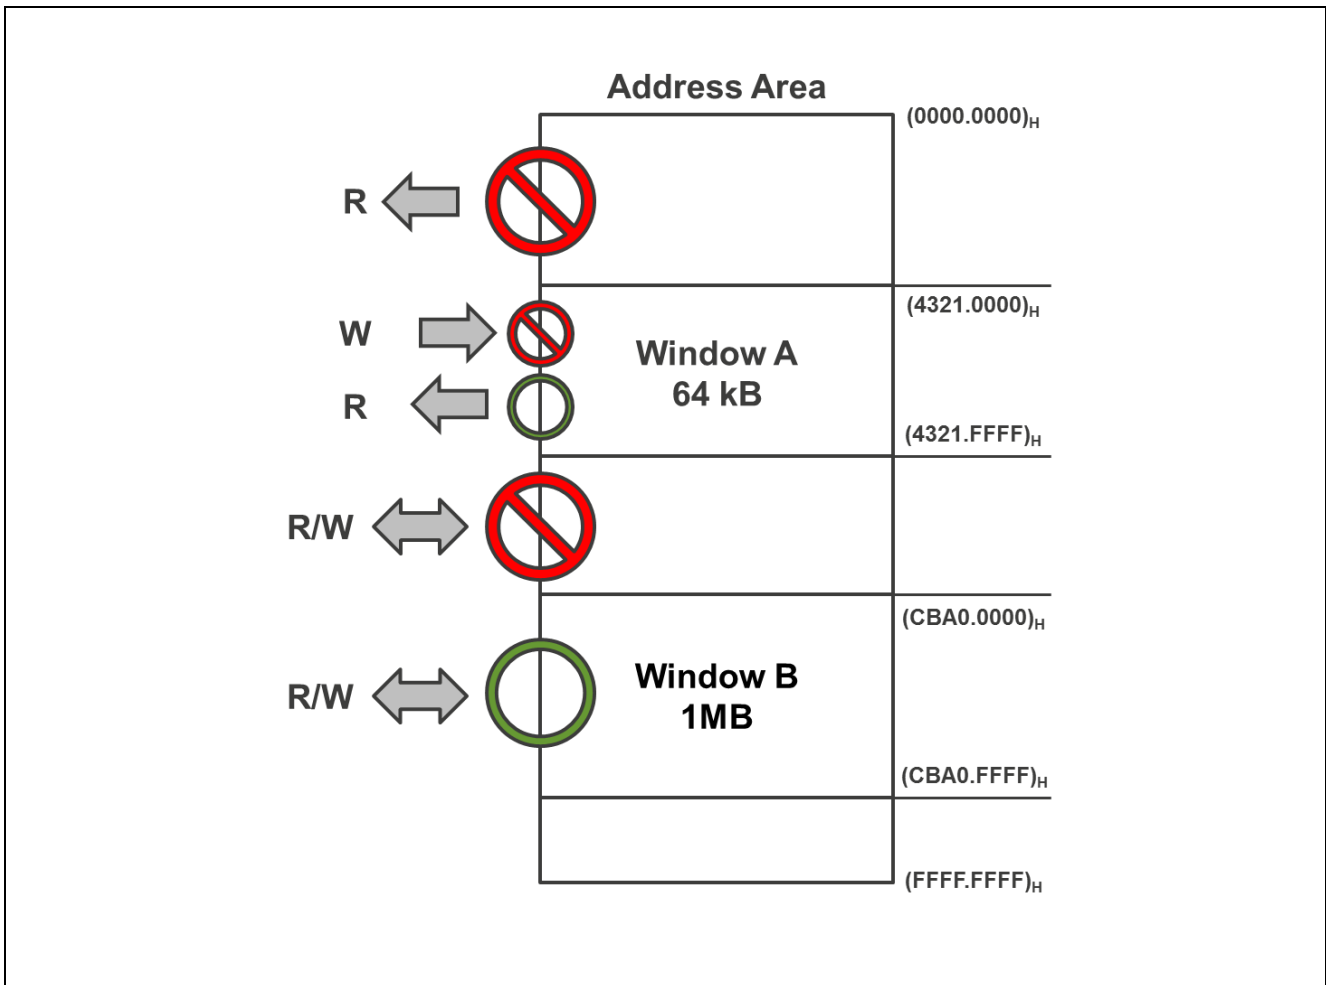 Address Area
(0000.0000)H
R
(4321.0000)H
W
Window A
64 kB
R
(4321.FFFF)H
R/W
(CBA0.0000)H
Window B
1MB
R/W
(CBA0.FFFF)H
(FFFF.FFFF)H